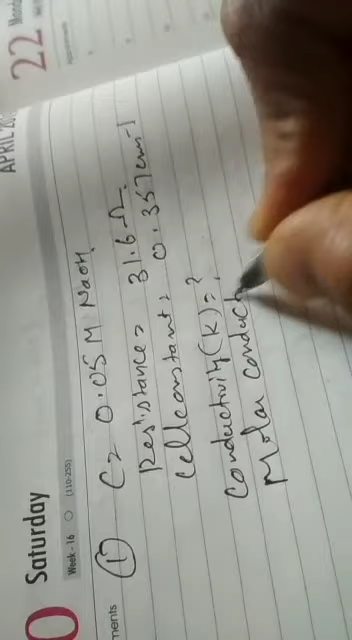 APRIL
22
Saturday
Week - 16 (110-255)
ments
① C = 0.05 M NaOH.
Resistance = 31.6 Ω.
cell constant = 0.357 cm-1
Conductivity (K) = ?
Molar conduct